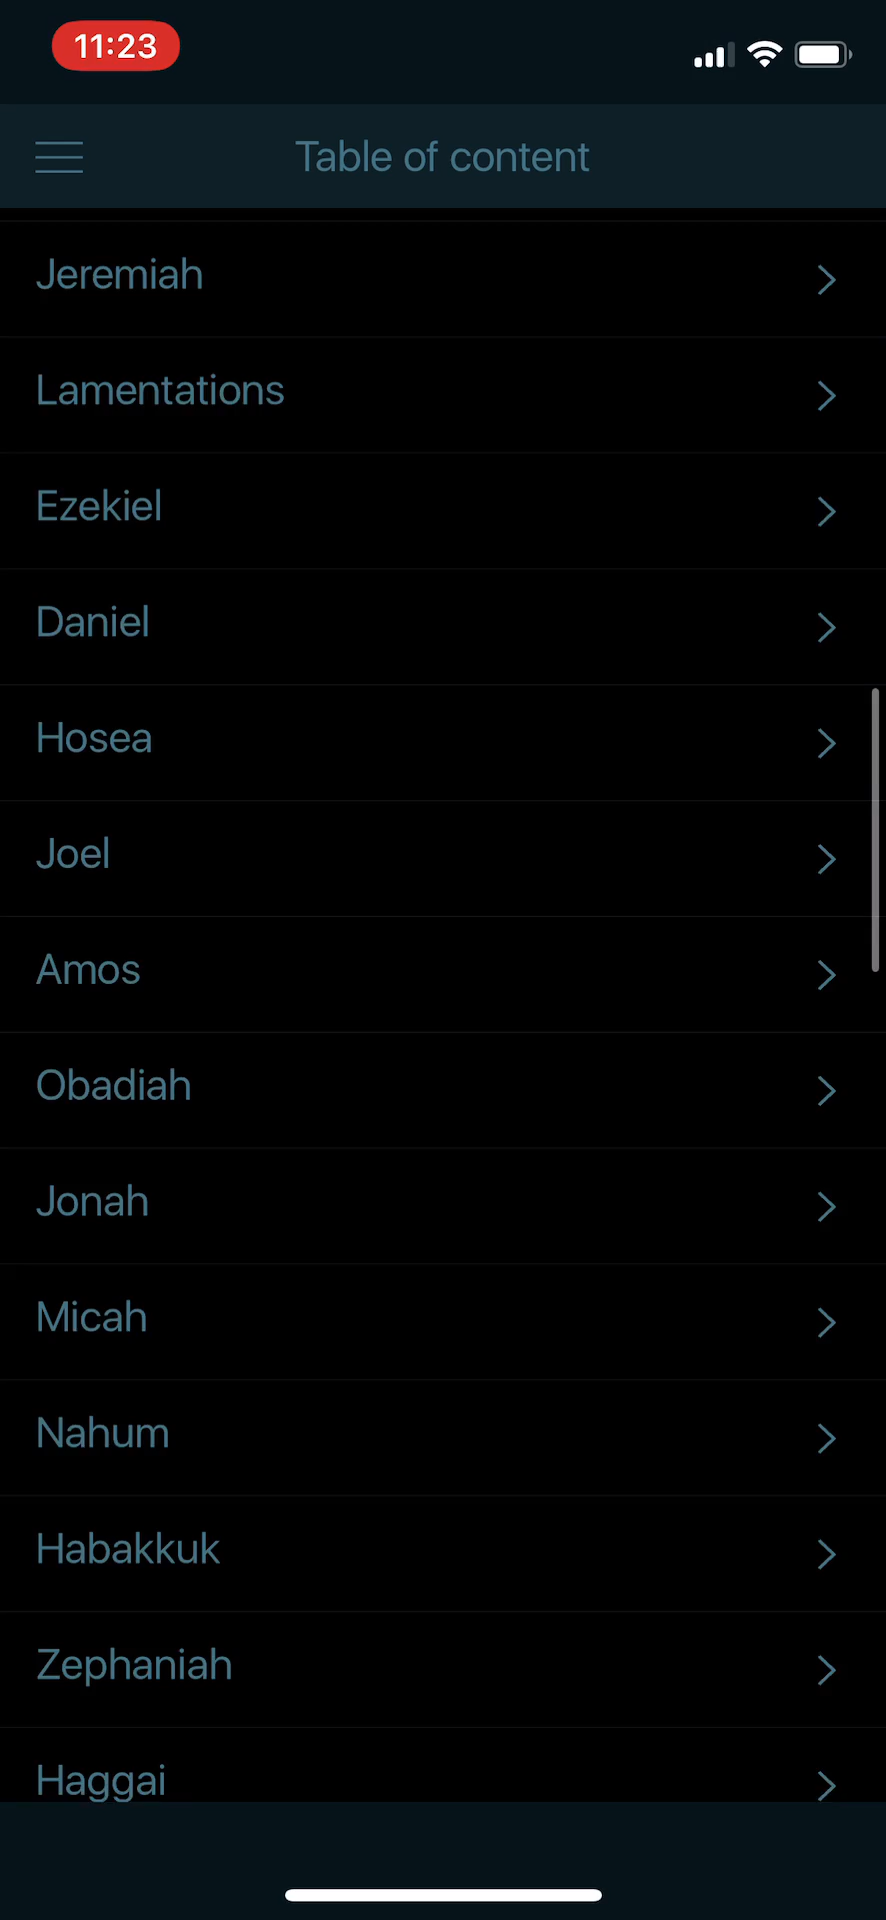 11:23
Table of content
Jeremiah
Lamentations
Ezekiel
Daniel
Hosea
Joel
Amos
Obadiah
Jonah
Micah
Nahum
Habakkuk
Zephaniah
Haggai